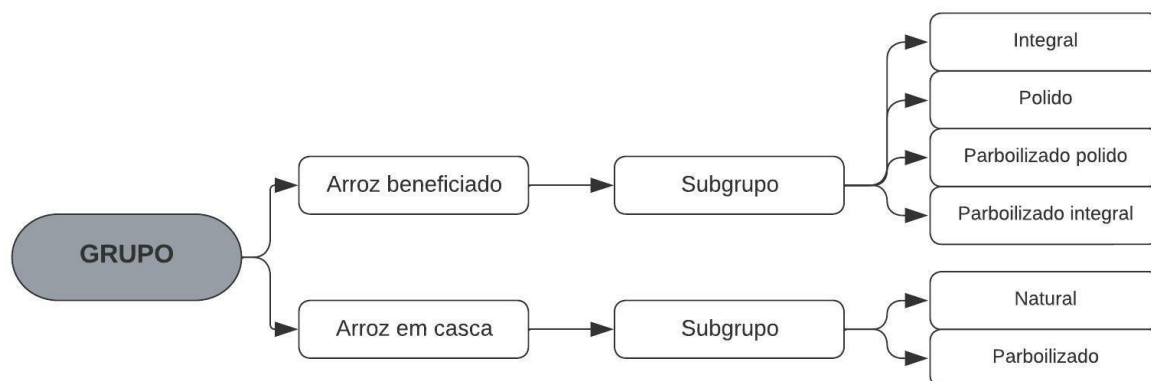 GRUPO
Arroz beneficiado
Subgrupo
Integral
Polido
Parboilizado polido
Parboilizado integral
Arroz em casca
Subgrupo
Natural
Parboilizado